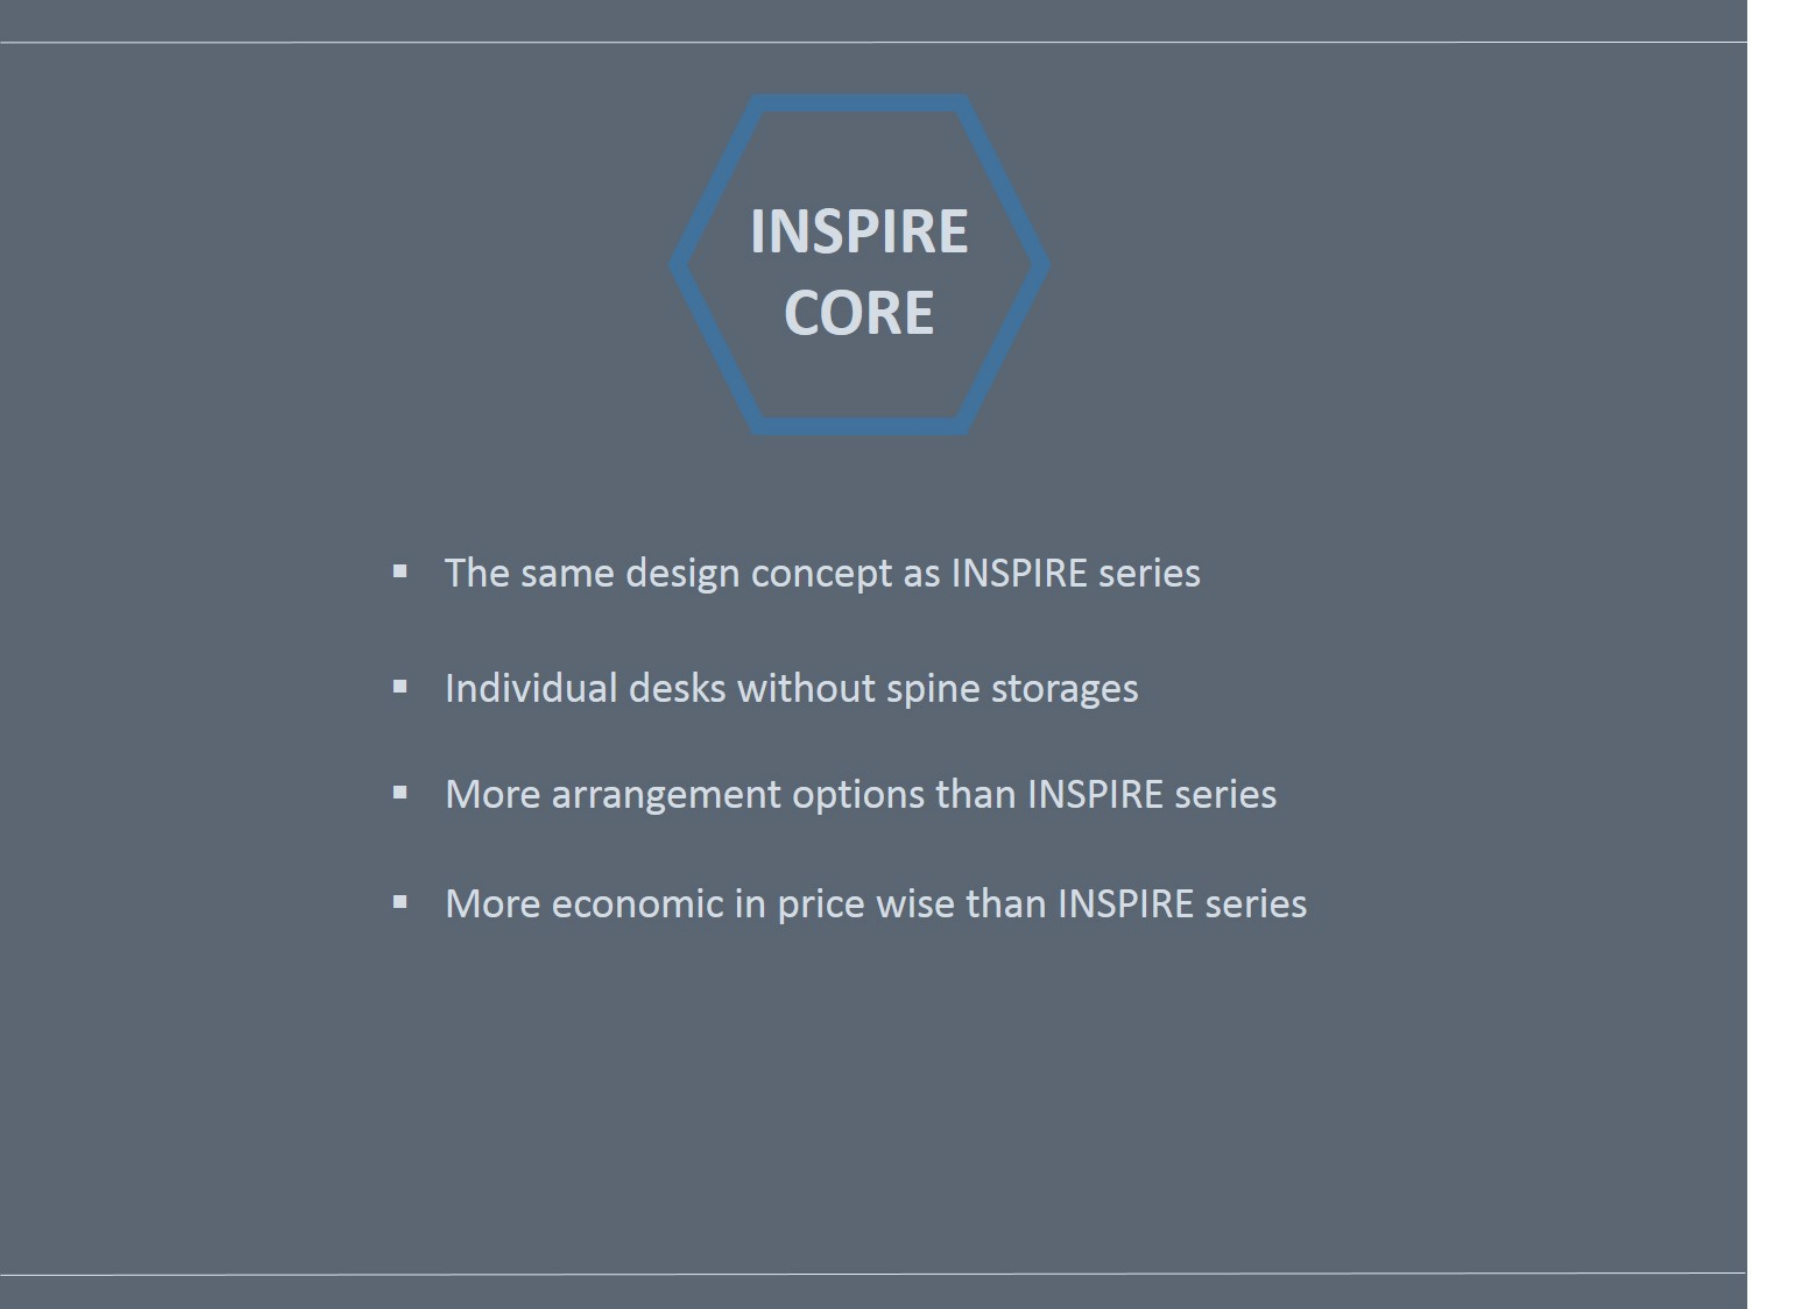 INSPIRE
CORE
▪ The same design concept as INSPIRE series
▪ Individual desks without spine storages
▪ More arrangement options than INSPIRE series
▪ More economic in price wise than INSPIRE series